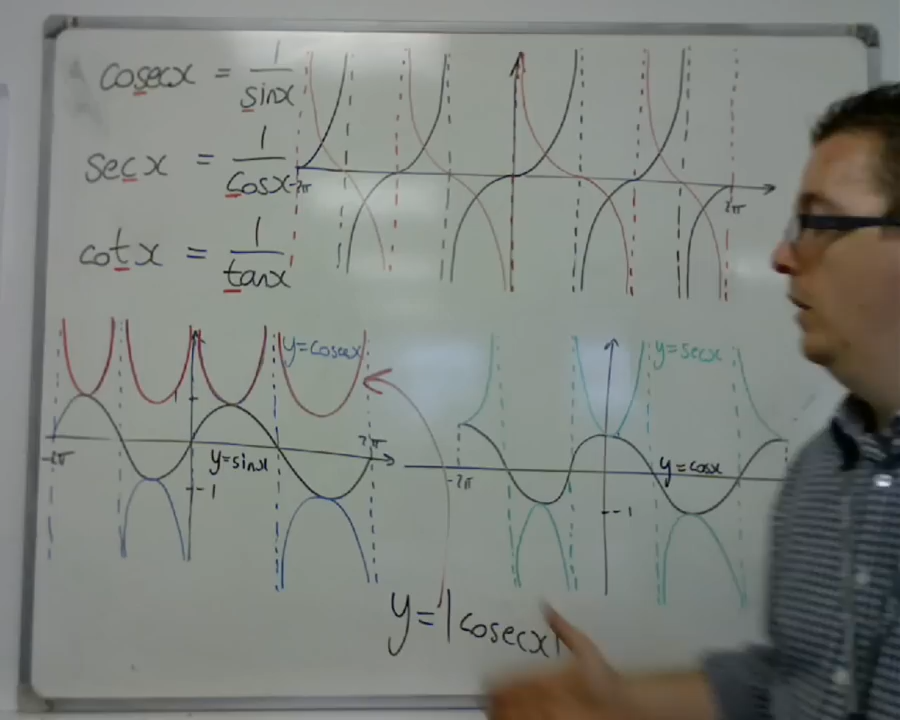 cosecx = 1/sinx
secx = 1/cosx
cotx = 1/tanx
-2π
2π
y=cosecx
y=sinx
-2π
2π
1
-1
y=secx
y=cosx
-2π
-1
y=|cosecx|